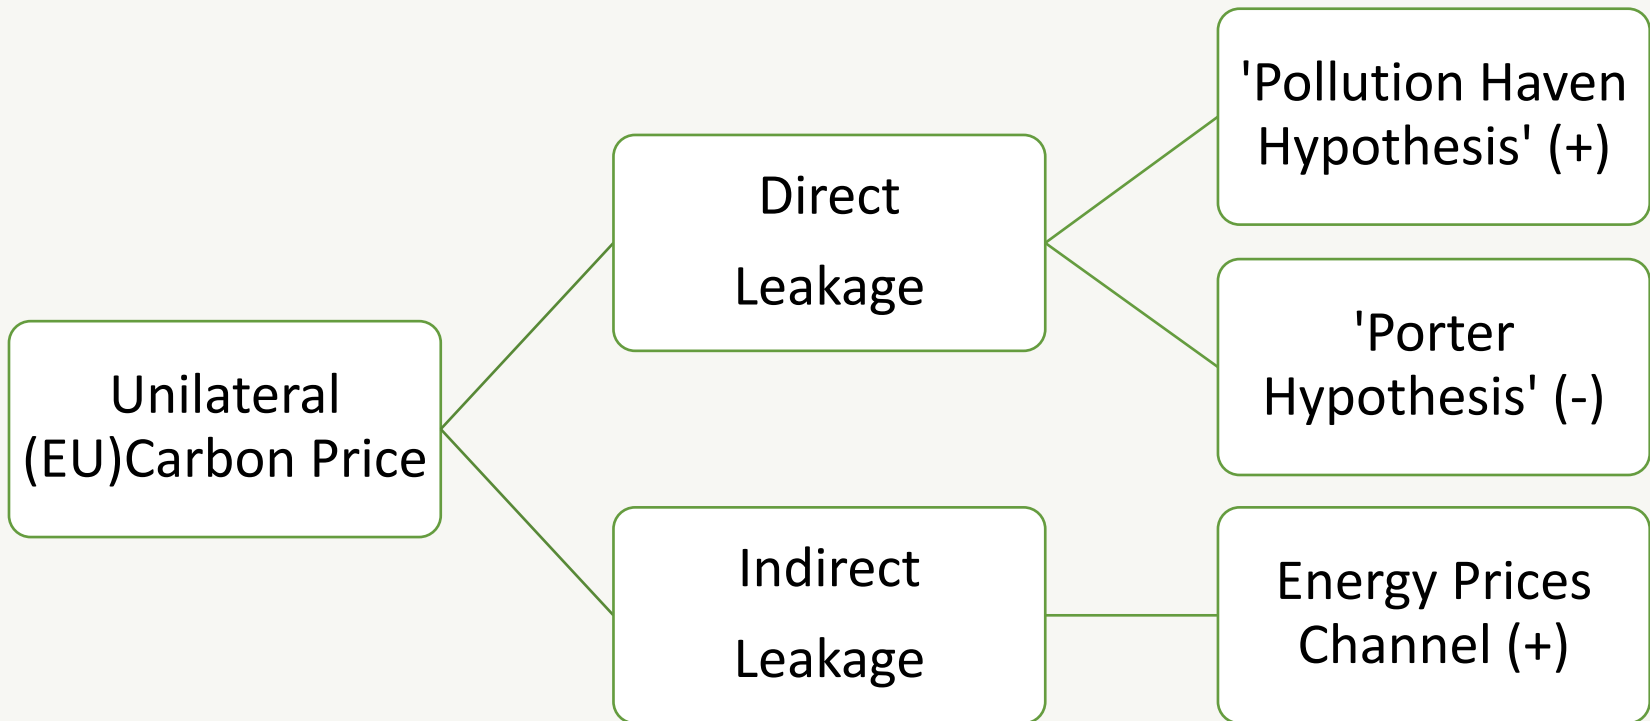 Unilateral
(EU)Carbon Price
Direct
Leakage
Indirect
Leakage
'Pollution Haven
Hypothesis' (+)
'Porter
Hypothesis' (-)
Energy Prices
Channel (+)